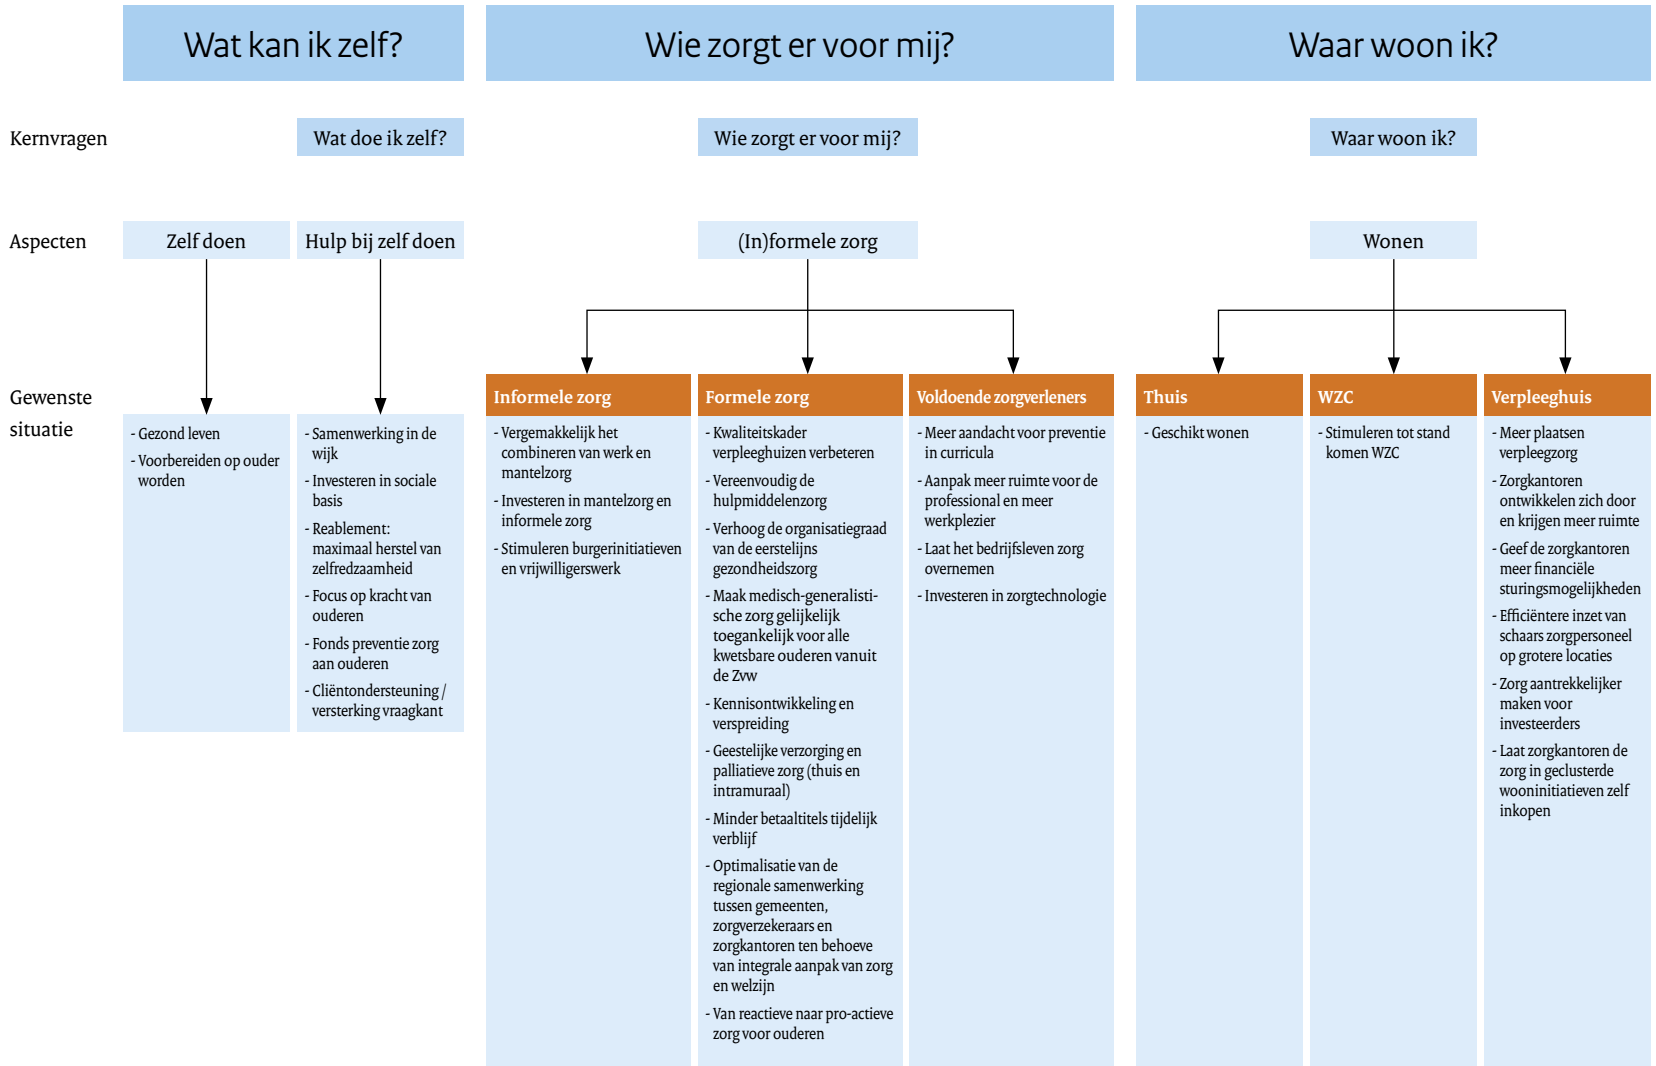 Wat kan ik zelf?
Wie zorgt er voor mij?
Waar woon ik?
Kernvragen
Wat doe ik zelf?
Wie zorgt er voor mij?
Waar woon ik?
Aspecten
Zelf doen
Hulp bij zelf doen
(In)formele zorg
Wonen
Gewenste
situatie
- Gezond leven
- Voorbereiden op ouder
worden
- Samenwerking in de
wijk
- Investeren in sociale
basis
- Reablement:
maximaal herstel van
zelfredzaamheid
- Focus op kracht van
ouderen
- Fonds preventie zorg
aan ouderen
- Cliëntondersteuning /
versterking vraagkant
Informele zorg
- Vergemakkelijk het
combineren van werk en
mantelzorg
- Investeren in mantelzorg en
informele zorg
- Stimuleren burgerinitiatieven
en vrijwilligerswerk
Formele zorg
- Kwaliteitskader
verpleeghuizen verbeteren
- Vereenvoudig de
hulpmiddelenzorg
- Verhoog de organisatiegraad
van de eerstelijns
gezondheidszorg
- Maak medisch-generalisti-
sche zorg gelijkelijk
toegankelijk voor alle
kwetsbare ouderen vanuit
de Zvw
- Kennisontwikkeling en
verspreiding
- Geestelijke verzorging en
palliatieve zorg (thuis en
intramuraal)
- Minder betaaltitels tijdelijk
verblijf
- Optimalisatie van de
regionale samenwerking
tussen gemeenten,
zorgverzekeraars en
zorgkantoren ten behoeve
van integrale aanpak van zorg
en welzijn
- Van reactieve naar pro-actieve
zorg voor ouderen
Voldoende zorgverleners
- Meer aandacht voor preventie
in curricula
- Aanpak meer ruimte voor de
professional en meer
werkplezier
- Laat het bedrijfsleven zorg
overnemen
- Investeren in zorgtechnologie
Thuis
- Geschikt wonen
WZC
- Stimuleren tot stand
komen WZC
Verpleeghuis
- Meer plaatsen
verpleegzorg
- Zorgkantoren
ontwikkelen zich door
en krijgen meer ruimte
- Geef de zorgkantoren
meer financiële
sturingsmogelijkheden
- Efficiëntere inzet van
schaars zorgpersoneel
op grotere locaties
- Zorg aantrekkelijker
maken voor
investeerders
- Laat zorgkantoren de
zorg in geclusterde
wooninitiatieven zelf
inkopen